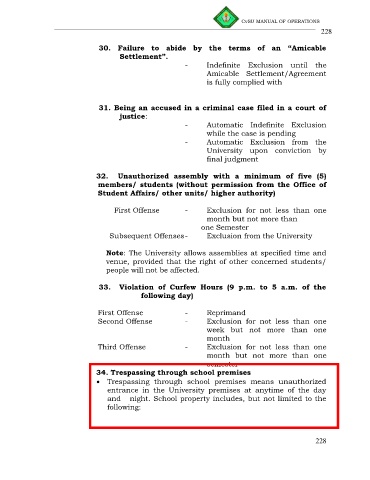 CvSU MANUAL OF OPERATIONS
228
30. Failure to abide by the terms of an “Amicable
Settlement”.
- Indefinite Exclusion until the
Amicable Settlement/Agreement
is fully complied with
31. Being an accused in a criminal case filed in a court of
justice:
- Automatic Indefinite Exclusion
while the case is pending
- Automatic Exclusion from the
University upon conviction by
final judgment
32. Unauthorized assembly with a minimum of five (5)
members/ students (without permission from the Office of
Student Affairs/ other units/ higher authority)
First Offense - Exclusion for not less than one
month but not more than
one Semester
Subsequent Offenses- Exclusion from the University
Note: The University allows assemblies at specified time and
venue, provided that the right of other concerned students/
people will not be affected.
33. Violation of Curfew Hours (9 p.m. to 5 a.m. of the
following day)
First Offense - Reprimand
Second Offense - Exclusion for not less than one
week but not more than one
month
Third Offense - Exclusion for not less than one
month but not more than one
semester
34. Trespassing through school premises
• Trespassing through school premises means unauthorized
entrance in the University premises at anytime of the day
and night. School property includes, but not limited to the
following:
228